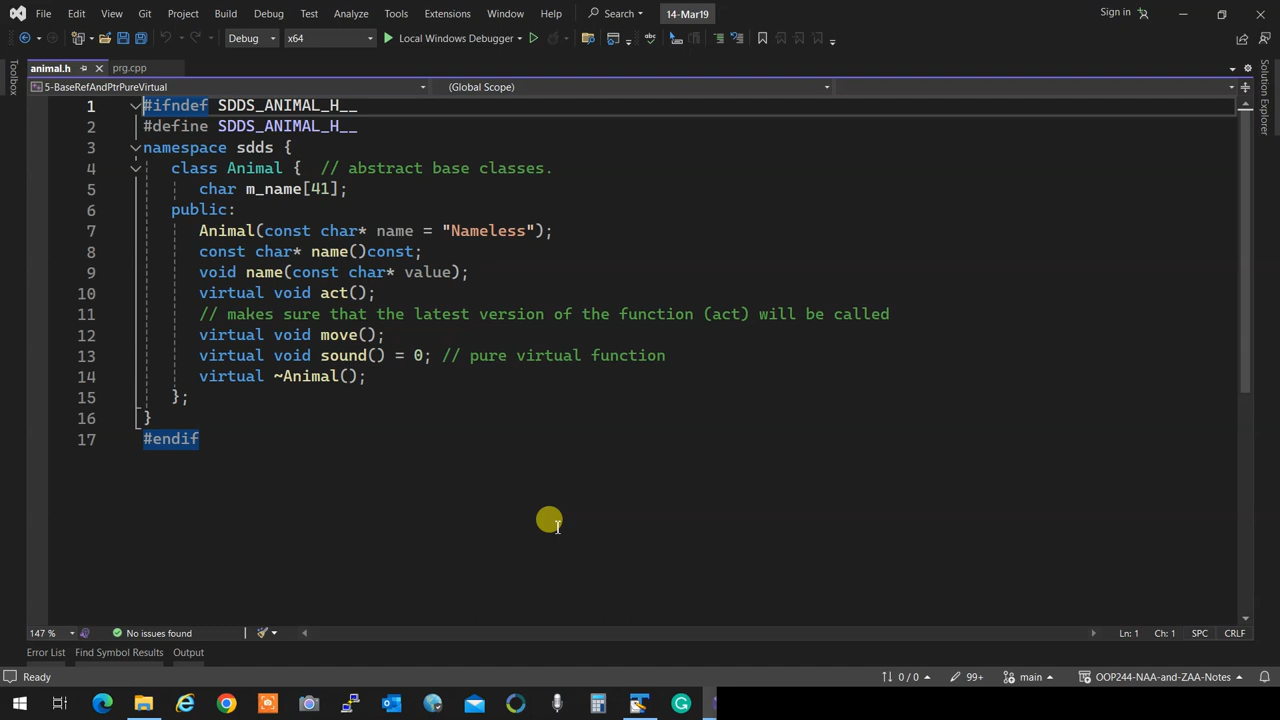 File Edit View Git Project Build Debug Test Analyze Tools Extensions Window Help Search 14-Mar19 Sign in
Debug x64 Local Windows Debugger
animal.h prg.cpp
5-BaseRefAndPtrPureVirtual (Global Scope)
Toolbox
Solution Explorer
1 #ifndef SDDS_ANIMAL_H__
2 #define SDDS_ANIMAL_H__
3 namespace sdds {
4 class Animal { // abstract base classes.
5 char m_name[41];
6 public:
7 Animal(const char* name = "Nameless");
8 const char* name()const;
9 void name(const char* value);
10 virtual void act();
11 // makes sure that the latest version of the function (act) will be called
12 virtual void move();
13 virtual void sound() = 0; // pure virtual function
14 virtual ~Animal();
15 };
16 }
17 #endif
147 % No issues found Ln: 1 Ch: 1 SPC CRLF
Error List Find Symbol Results Output
Ready 0 / 0 99+ main OOP244-NAA-and-ZAA-Notes